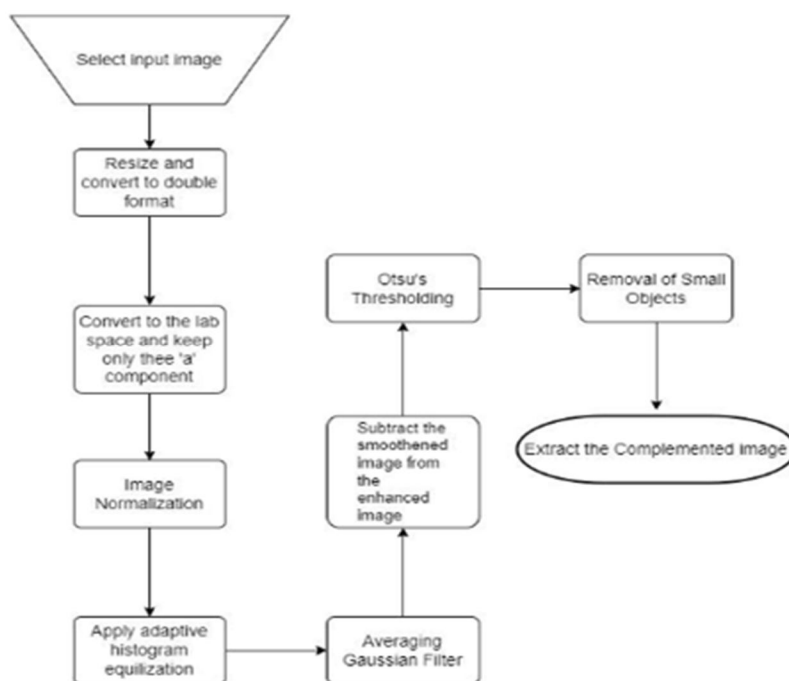 Select input image
Resize and
convert to double
format
Convert to the lab
space and keep
only thee 'a'
component
Image
Normalization
Apply adaptive
histogram
equilization
Averaging
Gaussian Filter
Subtract the
smoothened
image from
the
enhanced
image
Otsu's
Thresholding
Removal of Small
Objects
Extract the Complemented image